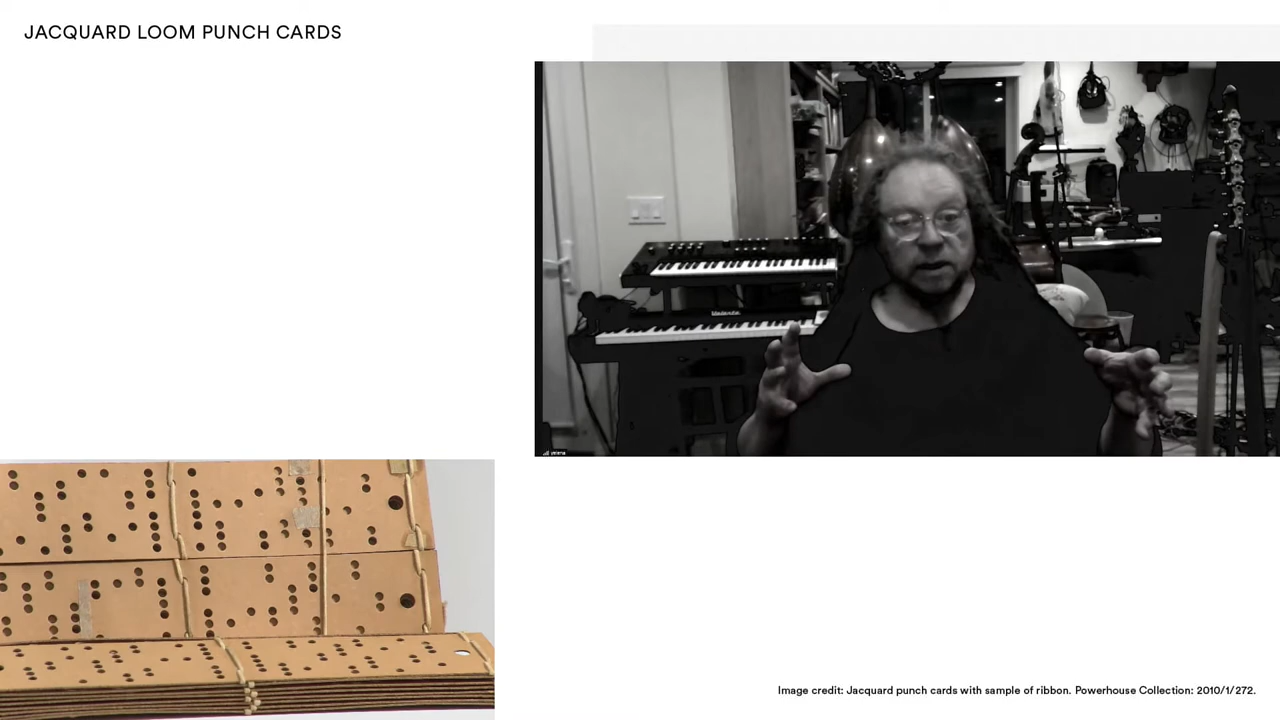 JACQUARD LOOM PUNCH CARDS
Image credit: Jacquard punch cards with sample of ribbon. Powerhouse Collection: 2010/1/272.